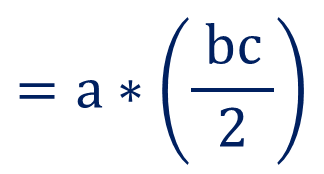 = a * (bc/2)